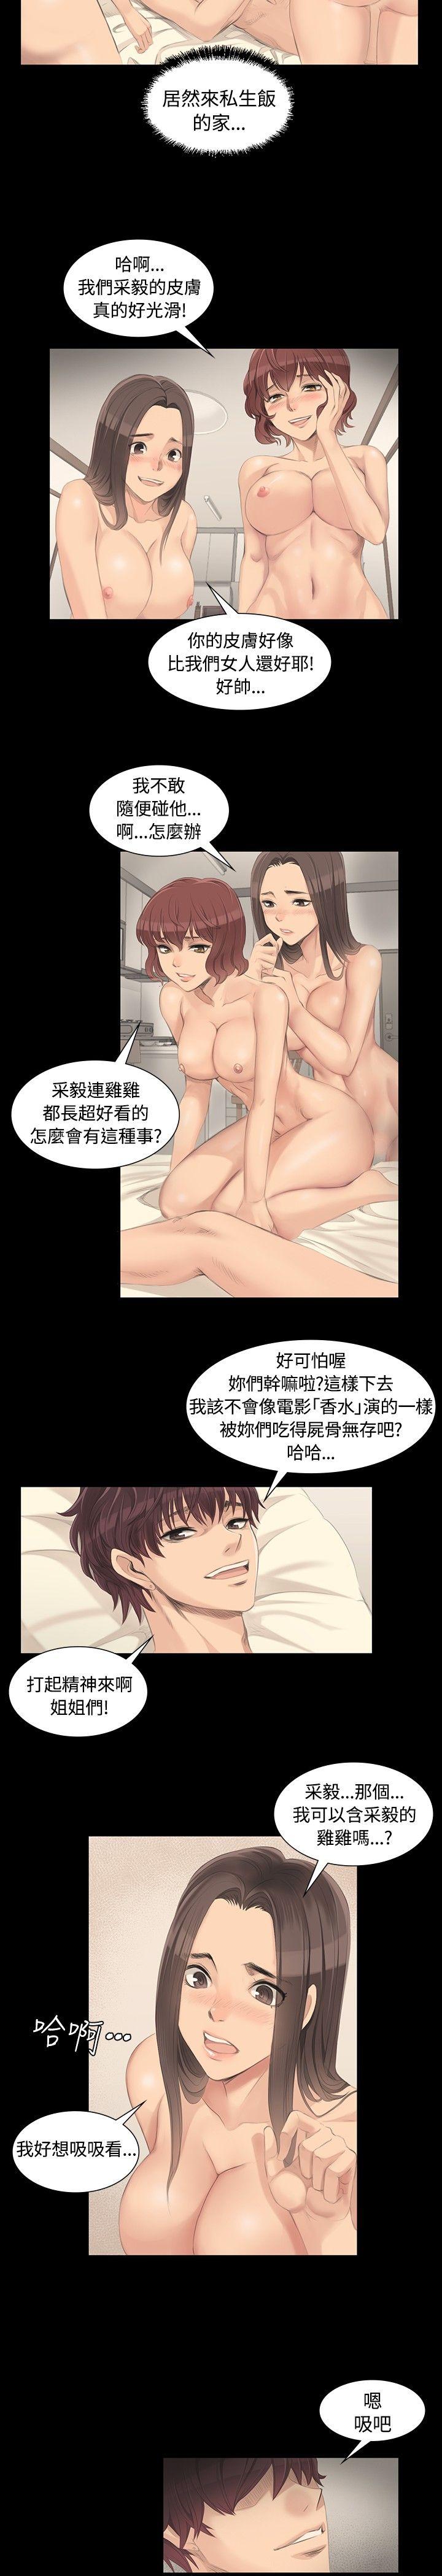 居然來私生飯
的家...
哈啊...
我們采毅的皮膚
真的好光滑!
你的皮膚好像
比我們女人還好耶!
好帥...
我不敢
隨便碰他...
啊...怎麼辦
采毅連雞雞
都長超好看的
怎麼會有這種事?
好可怕喔
妳們幹嘛啦?這樣下去
我該不會像電影「香水」演的一樣
被妳們吃得屍骨無存吧?
哈哈...
打起精神來啊
姐姐們!
采毅...那個...
我可以含采毅的
雞雞嗎...?
哈啊...
我好想吸吸看...
嗯
吸吧